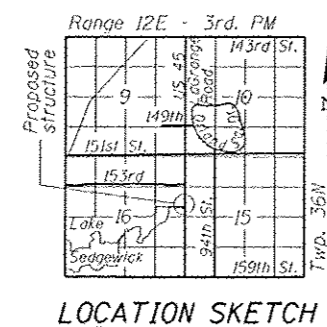 Range 12E - 3rd. PM
143rd St.
Proposed structure
US 45
LaGrange Road
9
10
149th
151st St.
153rd
16
15
Lake Sedgewick
94th St.
159th St.
Twp. 36N
LOCATION SKETCH